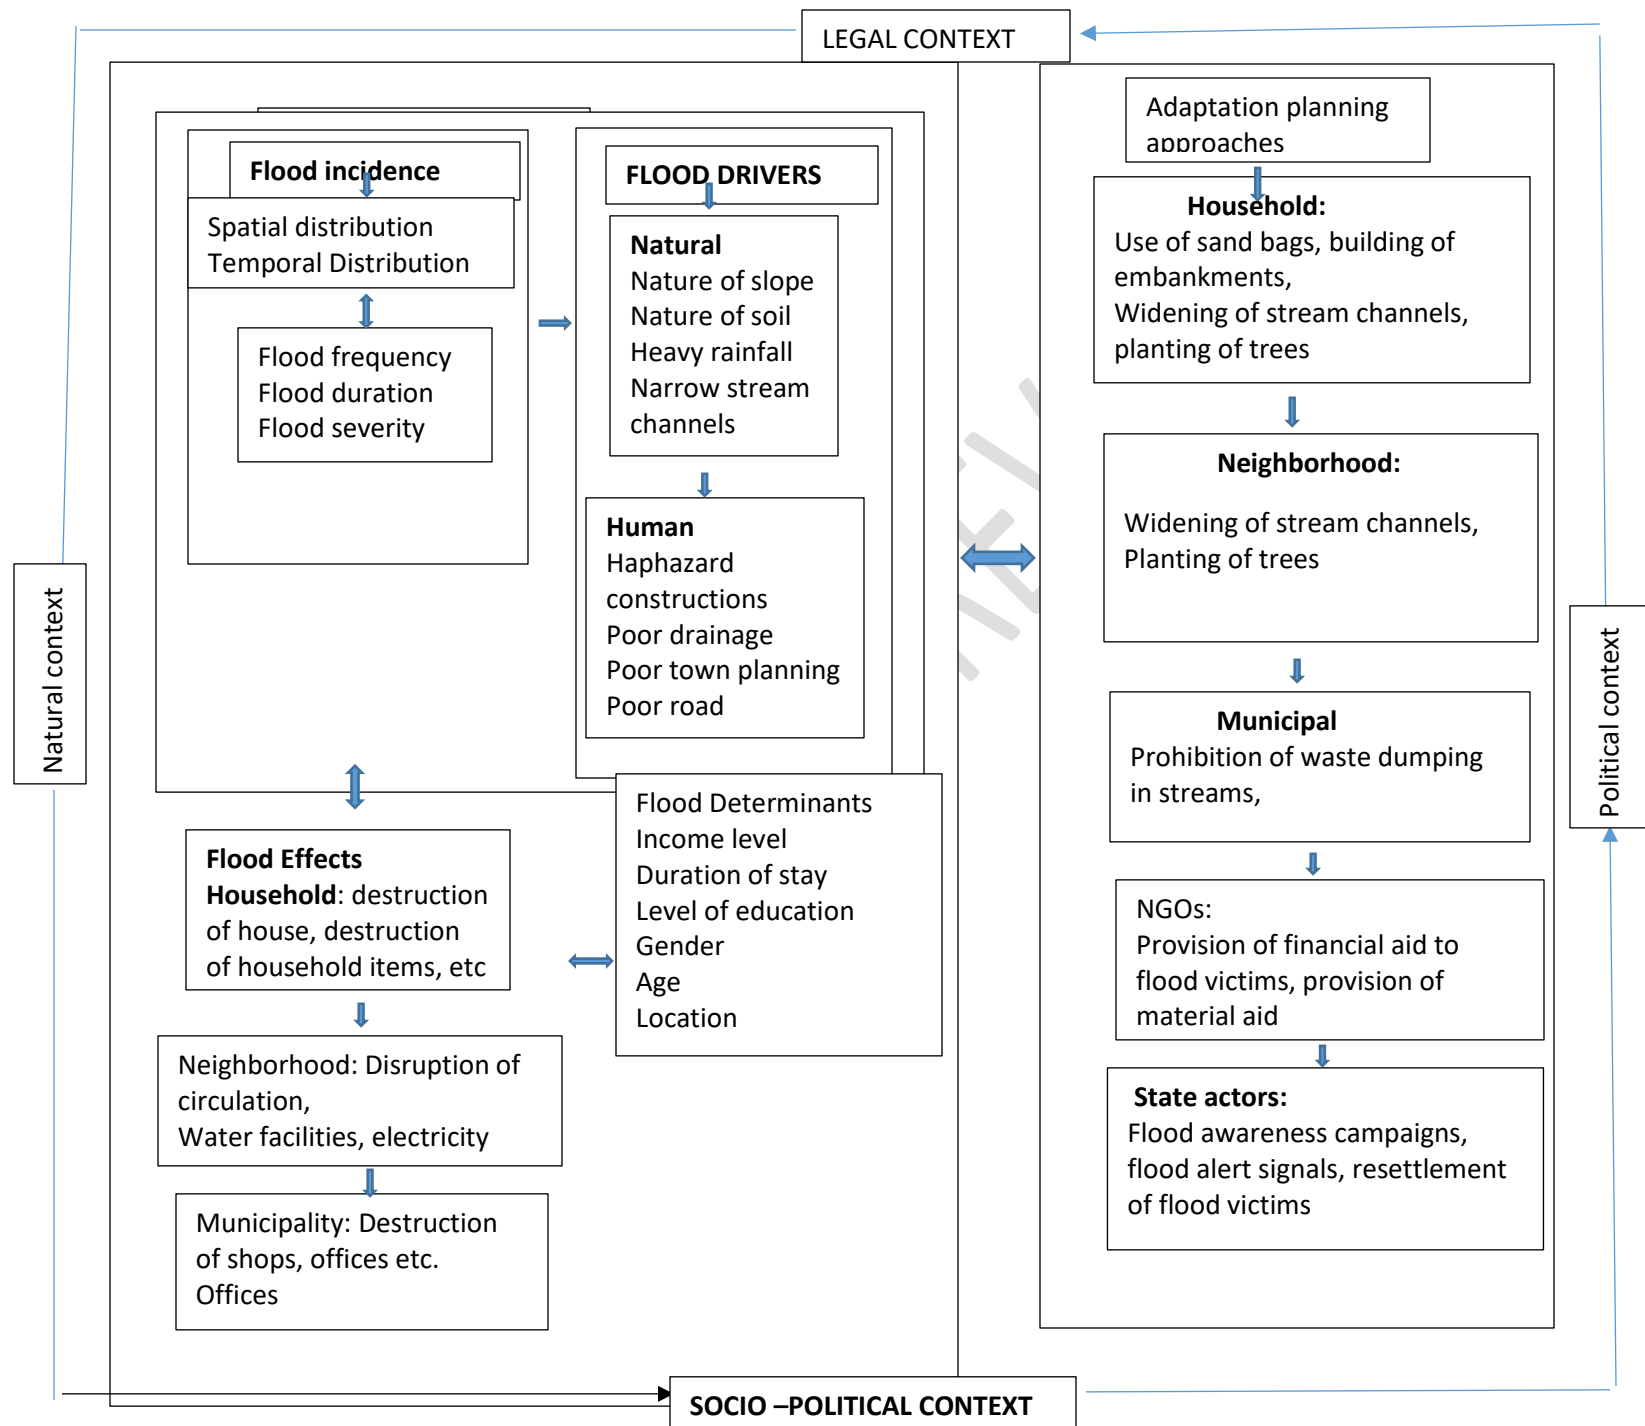 LEGAL CONTEXT
Flood incidence
Spatial distribution
Temporal Distribution
Flood frequency
Flood duration
Flood severity
FLOOD DRIVERS
Natural
Nature of slope
Nature of soil
Heavy rainfall
Narrow stream
channels
Human
Haphazard
constructions
Poor drainage
Poor town planning
Poor road
Flood Effects
Household: destruction
of house, destruction
of household items, etc
Neighborhood: Disruption of
circulation,
Water facilities, electricity
Municipality: Destruction
of shops, offices etc.
Offices
Flood Determinants
Income level
Duration of stay
Level of education
Gender
Age
Location
Adaptation planning
approaches
Household:
Use of sand bags, building of
embankments,
Widening of stream channels,
planting of trees
Neighborhood:
Widening of stream channels,
Planting of trees
Municipal
Prohibition of waste dumping
in streams,
NGOs:
Provision of financial aid to
flood victims, provision of
material aid
State actors:
Flood awareness campaigns,
flood alert signals, resettlement
of flood victims
Natural context
Political context
SOCIO –POLITICAL CONTEXT